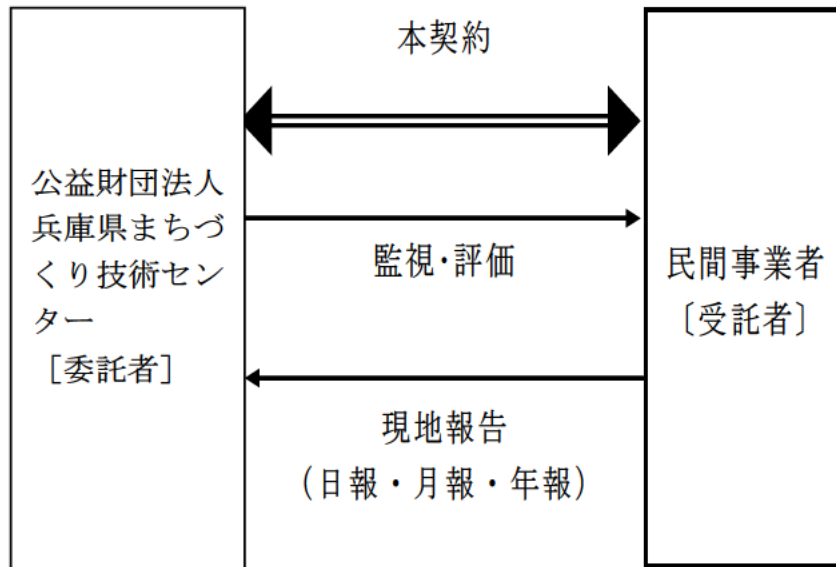 本契約
公益財団法人
兵庫県まちづ
くり技術セン
ター
［委託者］
監視・評価
民間事業者
〔受託者〕
現地報告
（日報・月報・年報）